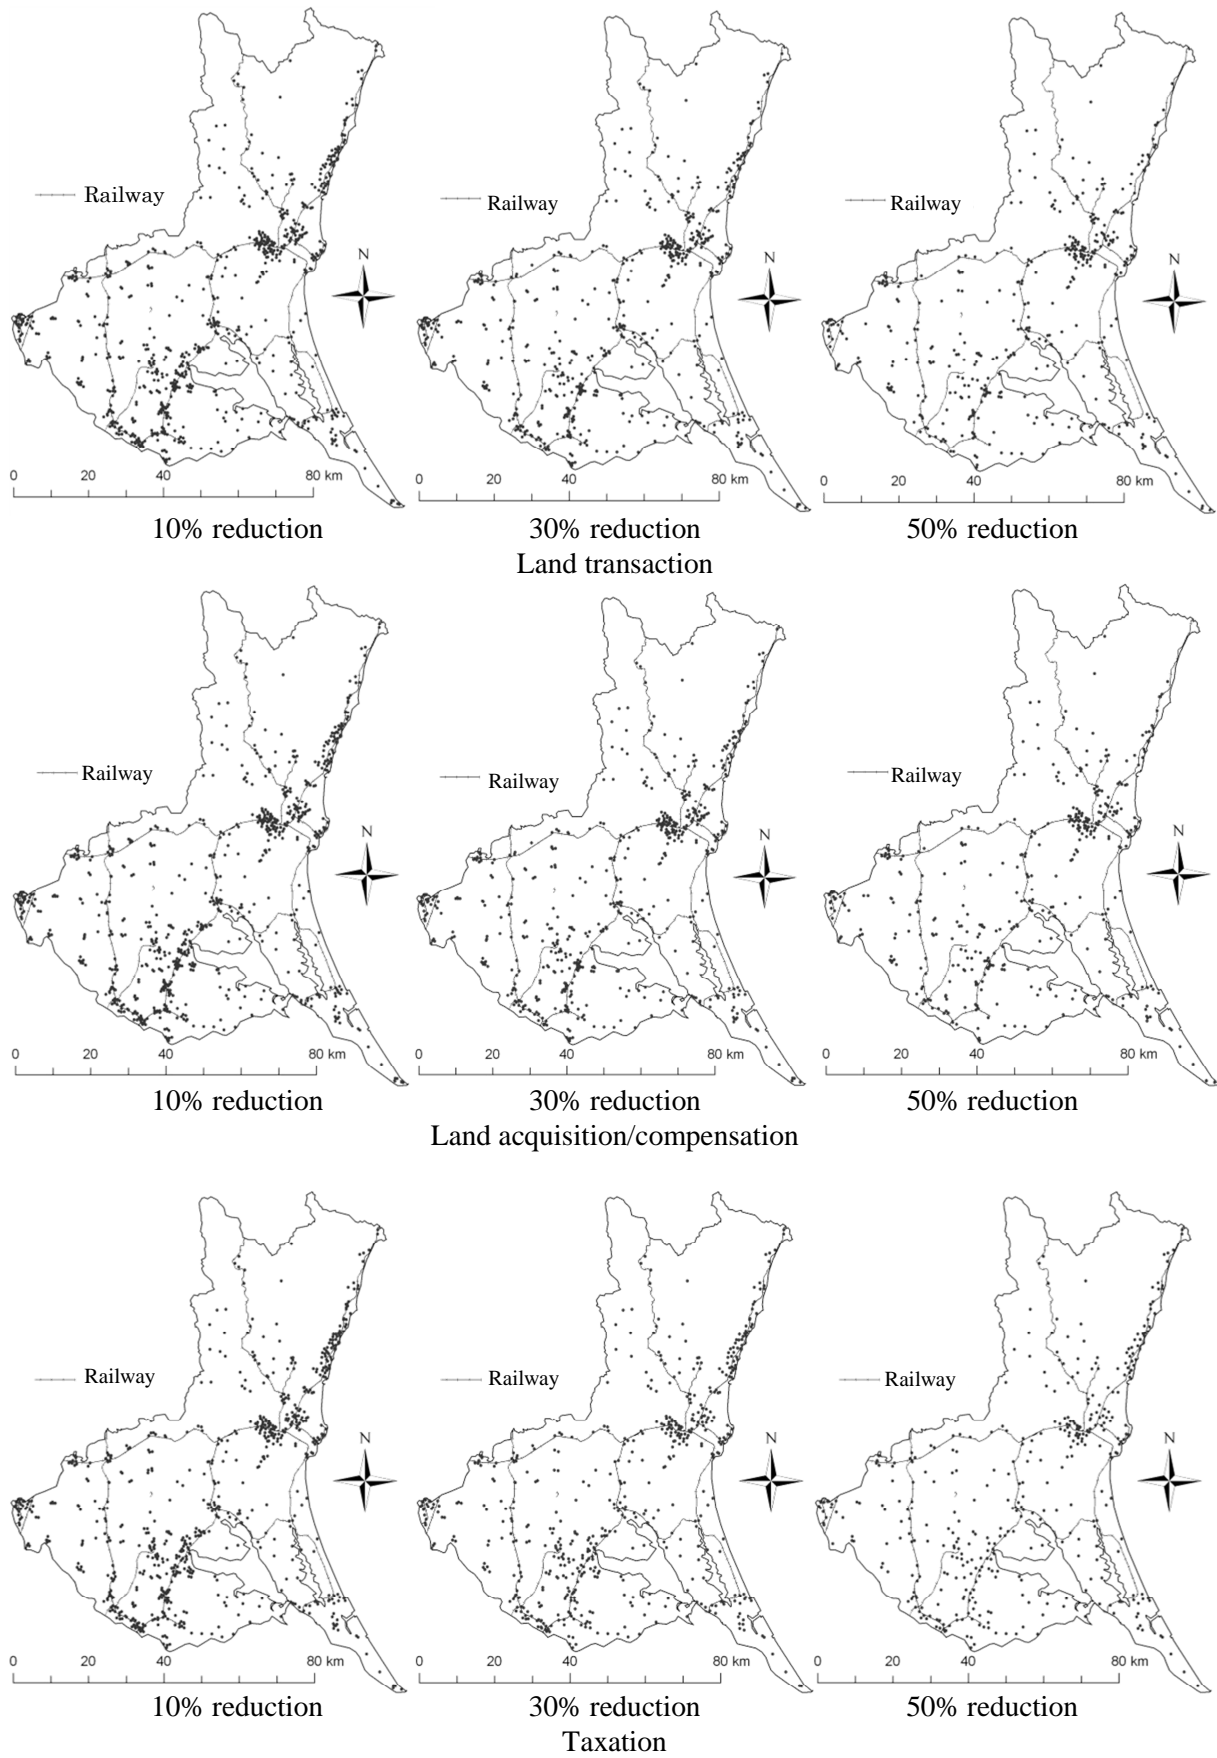 Railway
Railway
Railway
N
N
N
0 20 40 80 km
0 20 40 80 km
0 20 40 80 km
10% reduction
30% reduction
50% reduction
Land transaction
Railway
Railway
Railway
N
N
N
0 20 40 80 km
0 20 40 80 km
0 20 40 80 km
10% reduction
30% reduction
50% reduction
Land acquisition/compensation
Railway
Railway
Railway
N
N
N
0 20 40 80 km
0 20 40 80 km
0 20 40 80 km
10% reduction
30% reduction
50% reduction
Taxation